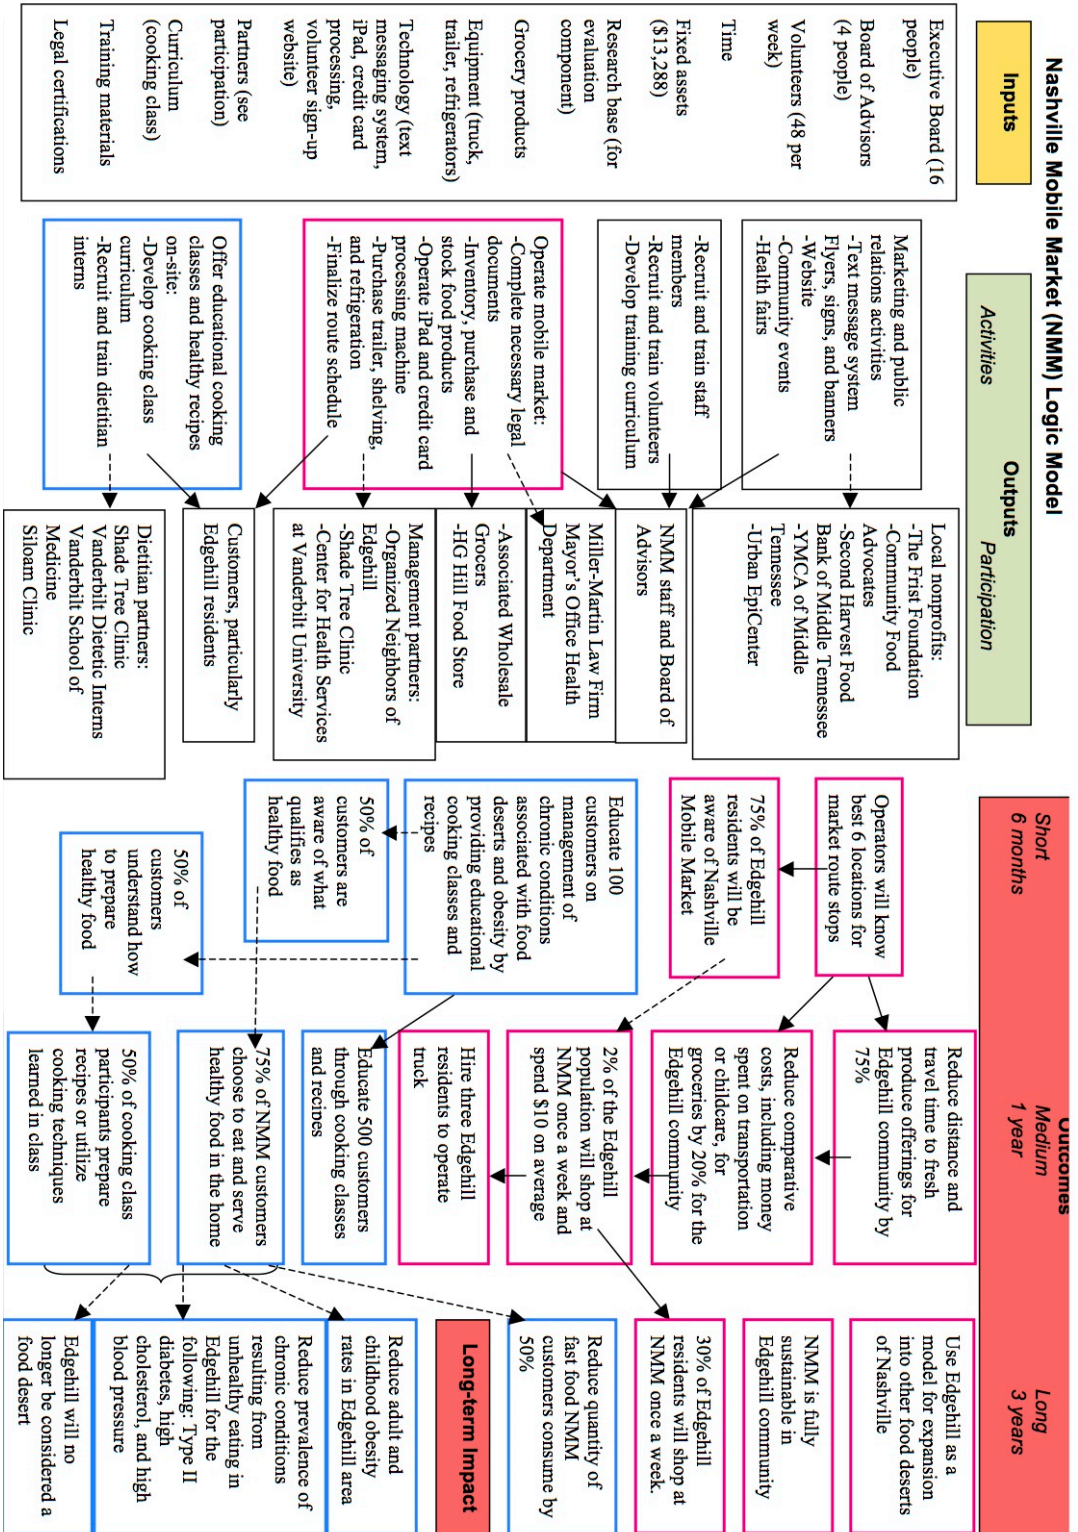 Nashville Mobile Market (NMM) Logic Model
Inputs
Executive Board (16
people)
Board of Advisors
(4 people)
Volunteers (48 per
week)
Time
Fixed assets
($13,288)
Research base (for
evaluation
component)
Grocery products
Equipment (truck,
trailer, refrigerators)
Technology (text
messaging system,
iPad, credit card
processing,
volunteer sign-up
website)
Partners (see
participation)
Curriculum
(cooking class)
Training materials
Legal certifications
Outputs
Activities
Participation
Marketing and public
relations activities
-Text message system
Flyers, signs, and banners
-Website
-Community events
-Health fairs
-Recruit and train staff
members
-Recruit and train volunteers
-Develop training curriculum
Operate mobile market:
-Complete necessary legal
documents
-Inventory, purchase and
stock food products
-Operate iPad and credit card
processing machine
-Purchase trailer, shelving,
and refrigeration
-Finalize route schedule
Offer educational cooking
classes and healthy recipes
on-site:
-Develop cooking class
curriculum
-Recruit and train dietitian
interns
Local nonprofits:
-The Frist Foundation
-Community Food
Advocates
-Second Harvest Food
Bank of Middle Tennessee
-YMCA of Middle
Tennessee
-Urban EpiCenter
NMM staff and Board of
Advisors
Miller-Martin Law Firm
Mayor's Office Health
Department
-Associated Wholesale
Grocers
-HG Hill Food Store
Management partners:
-Organized Neighbors of
Edgehill
-Shade Tree Clinic
-Center for Health Services
at Vanderbilt University
Customers, particularly
Edgehill residents
Dietitian partners:
Shade Tree Clinic
Vanderbilt Dietetic Interns
Vanderbilt School of
Medicine
Siloam Clinic
Outcomes
Short
6 months
Medium
1 year
Long
3 years
Operators will know
best 6 locations for
market route stops
75% of Edgehill
residents will be
aware of Nashville
Mobile Market
Educate 100
customers on
management of
chronic conditions
associated with food
deserts and obesity by
providing educational
cooking classes and
recipes
50% of
customers are
aware of what
qualifies as
healthy food
50% of
customers
understand how
to prepare
healthy food
Reduce distance and
travel time to fresh
produce offerings for
Edgehill community by
75%
Reduce comparative
costs, including money
spent on transportation
or childcare, for
groceries by 20% for the
Edgehill community
2% of the Edgehill
population will shop at
NMM once a week and
spend $10 on average
Hire three Edgehill
residents to operate
truck
Educate 500 customers
through cooking classes
and recipes
75% of NMM customers
choose to eat and serve
healthy food in the home
50% of cooking class
participants prepare
recipes or utilize
cooking techniques
learned in class
Use Edgehill as a
model for expansion
into other food deserts
of Nashville
NMM is fully
sustainable in
Edgehill community
30% of Edgehill
residents will shop at
NMM once a week.
Reduce quantity of
fast food NMM
customers consume by
50%
Long-term Impact
Reduce adult and
childhood obesity
rates in Edgehill area
Reduce prevalence of
chronic conditions
resulting from
unhealthy eating in
Edgehill for the
following: Type II
diabetes, high
cholesterol, and high
blood pressure
Edgehill will no
longer be considered a
food desert